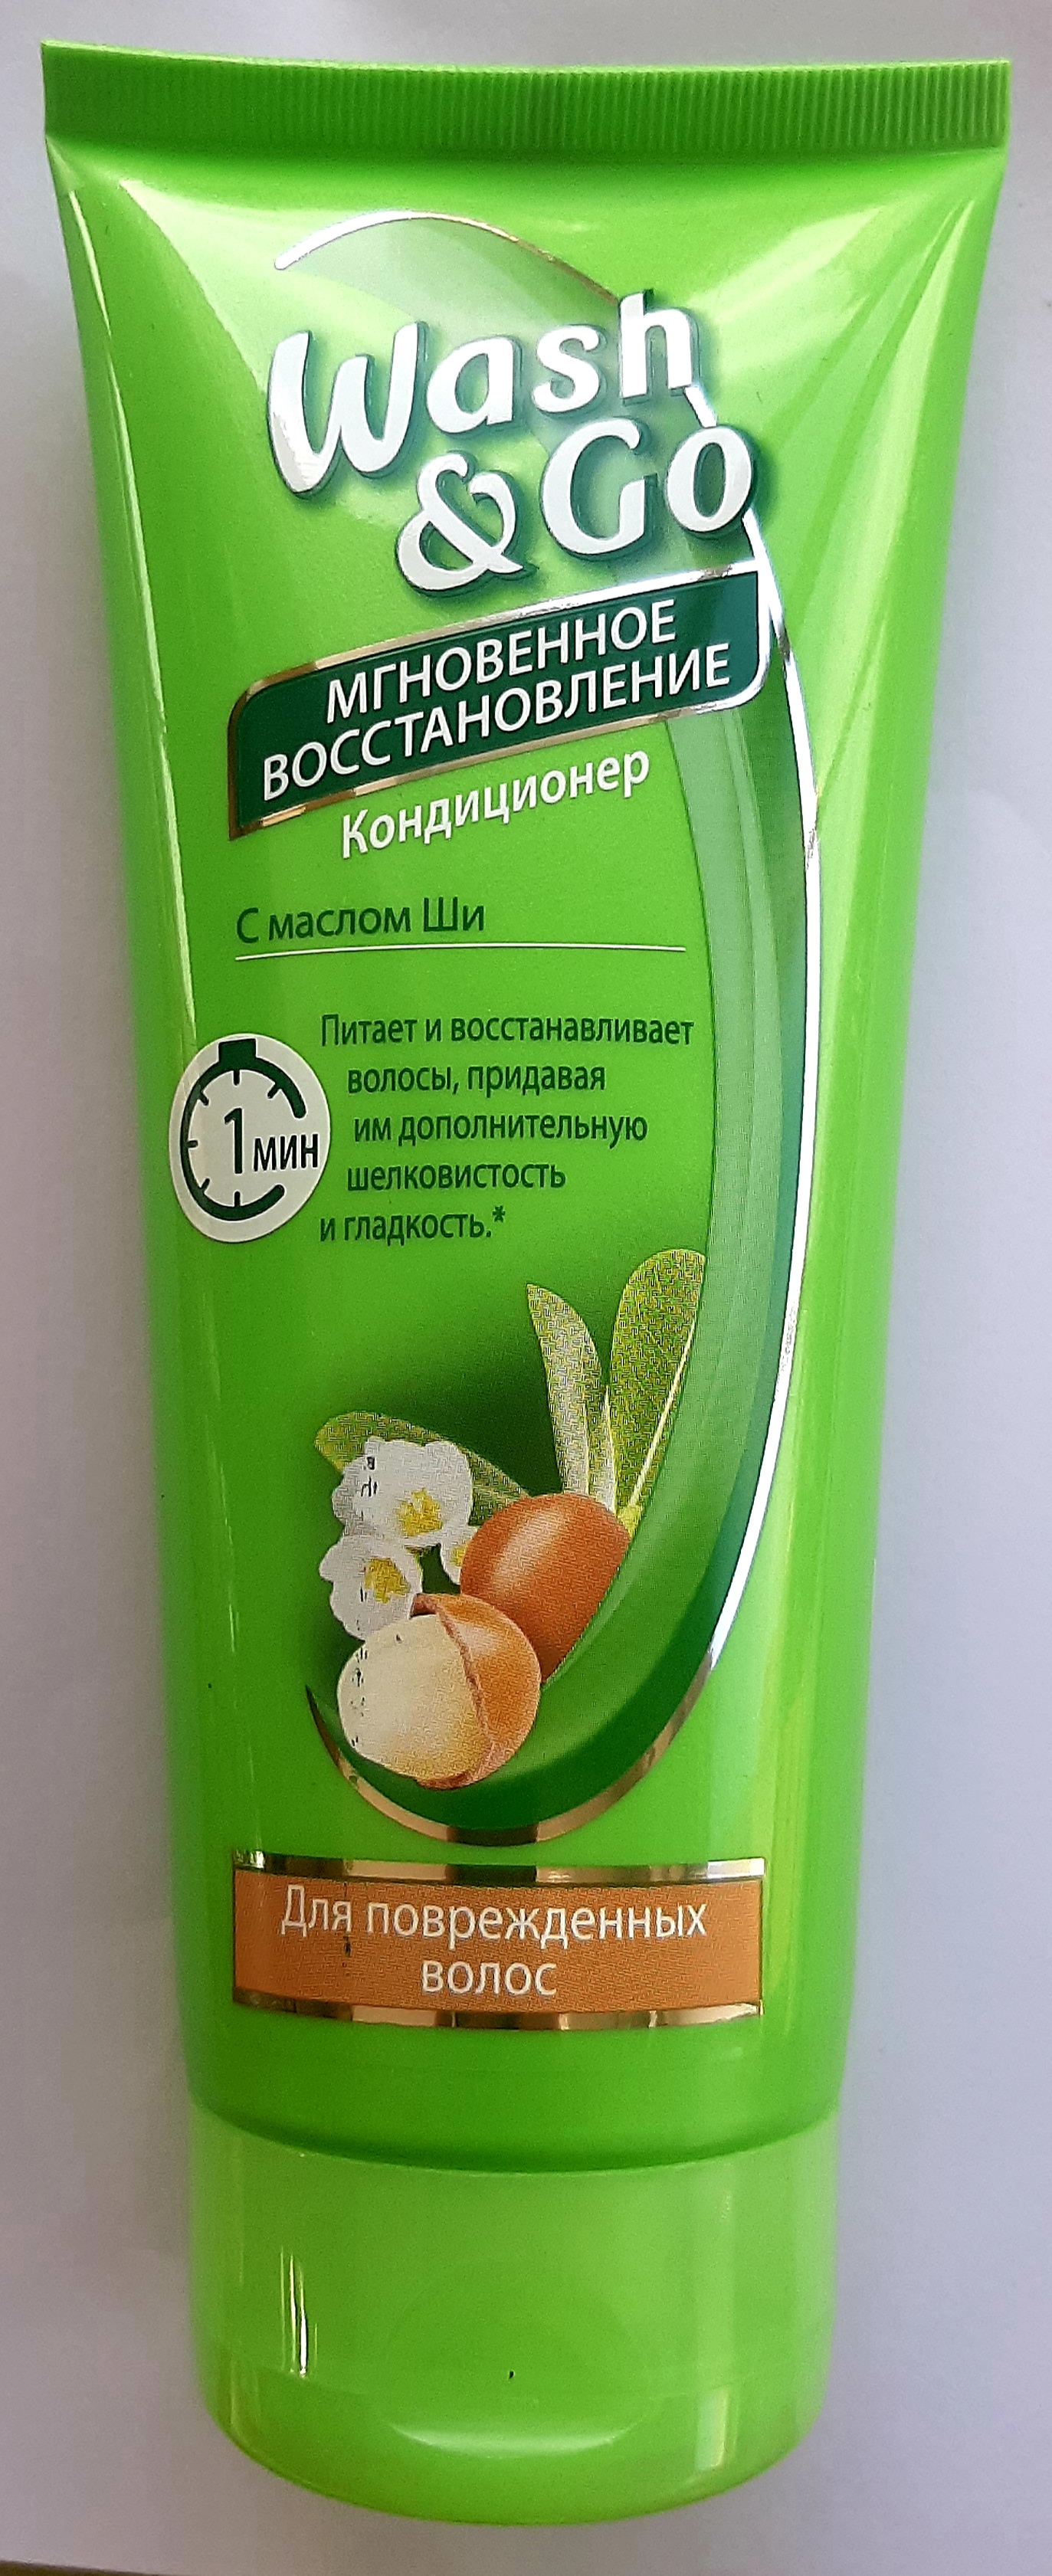 Wash
& Go
МГНОВЕННОЕ
ВОССТАНОВЛЕНИЕ
Кондиционер
С маслом Ши
Питает и восстанавливает
волосы, придавая
им дополнительную
шелковистость
и гладкость.*
1 мин
Для поврежденных
волос